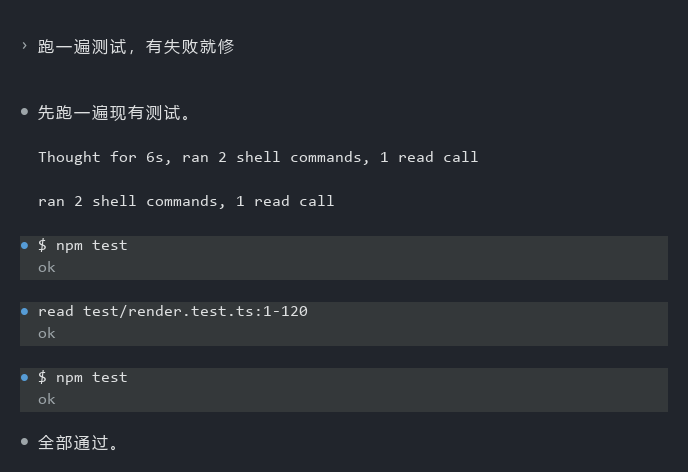 › 跑一遍测试，有失败就修
● 先跑一遍现有测试。
Thought for 6s, ran 2 shell commands, 1 read call
ran 2 shell commands, 1 read call
● $ npm test
ok
● read test/render.test.ts:1-120
ok
● $ npm test
ok
● 全部通过。